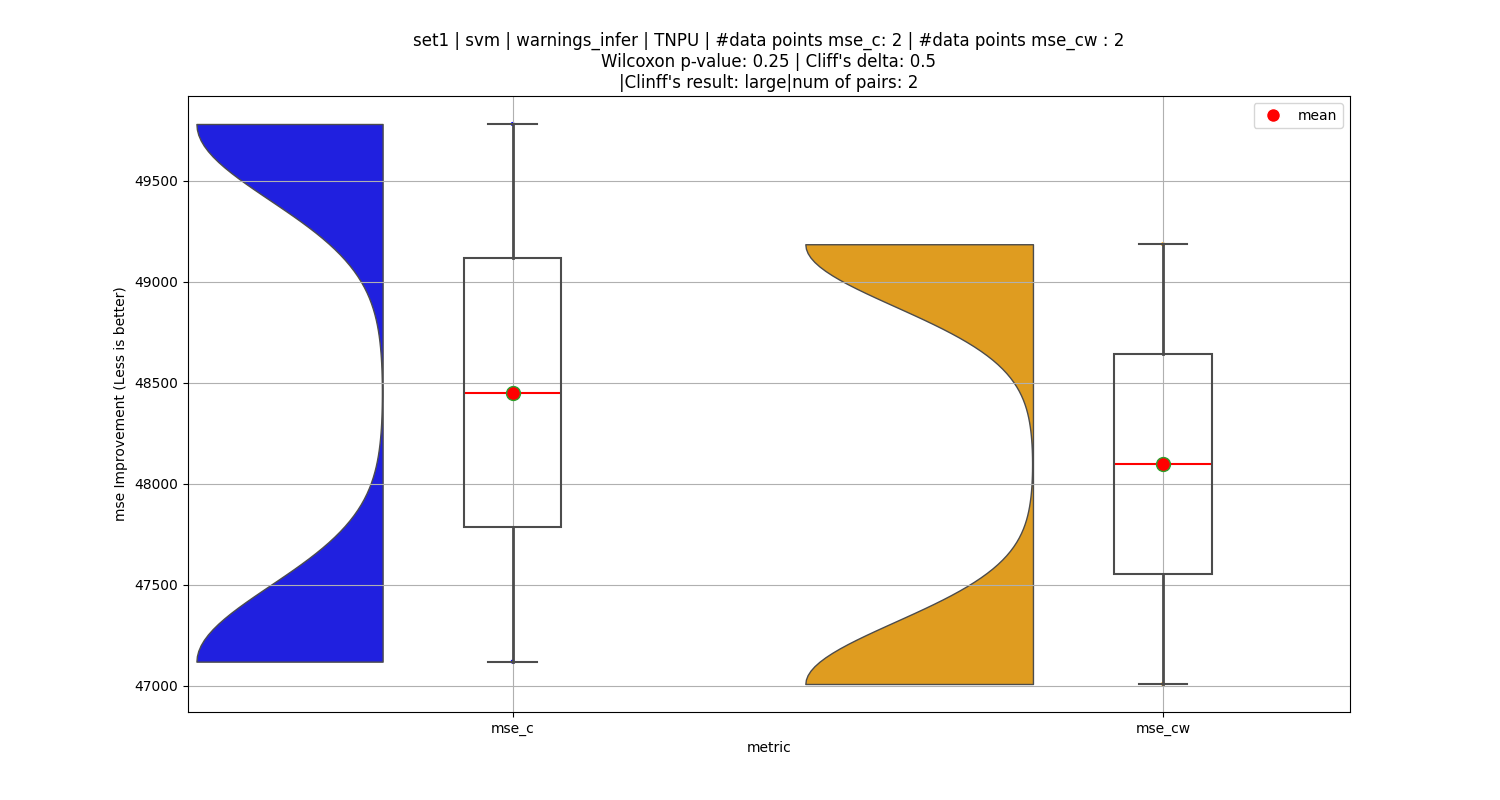 set1 | svm | warnings_infer | TNPU | #data points mse_c: 2 | #data points mse_cw : 2
Wilcoxon p-value: 0.25 | Cliff's delta: 0.5
|Clinff's result: large|num of pairs: 2
mean
mse Improvement (Less is better)
49500
49000
48500
48000
47500
47000
mse_c
mse_cw
metric